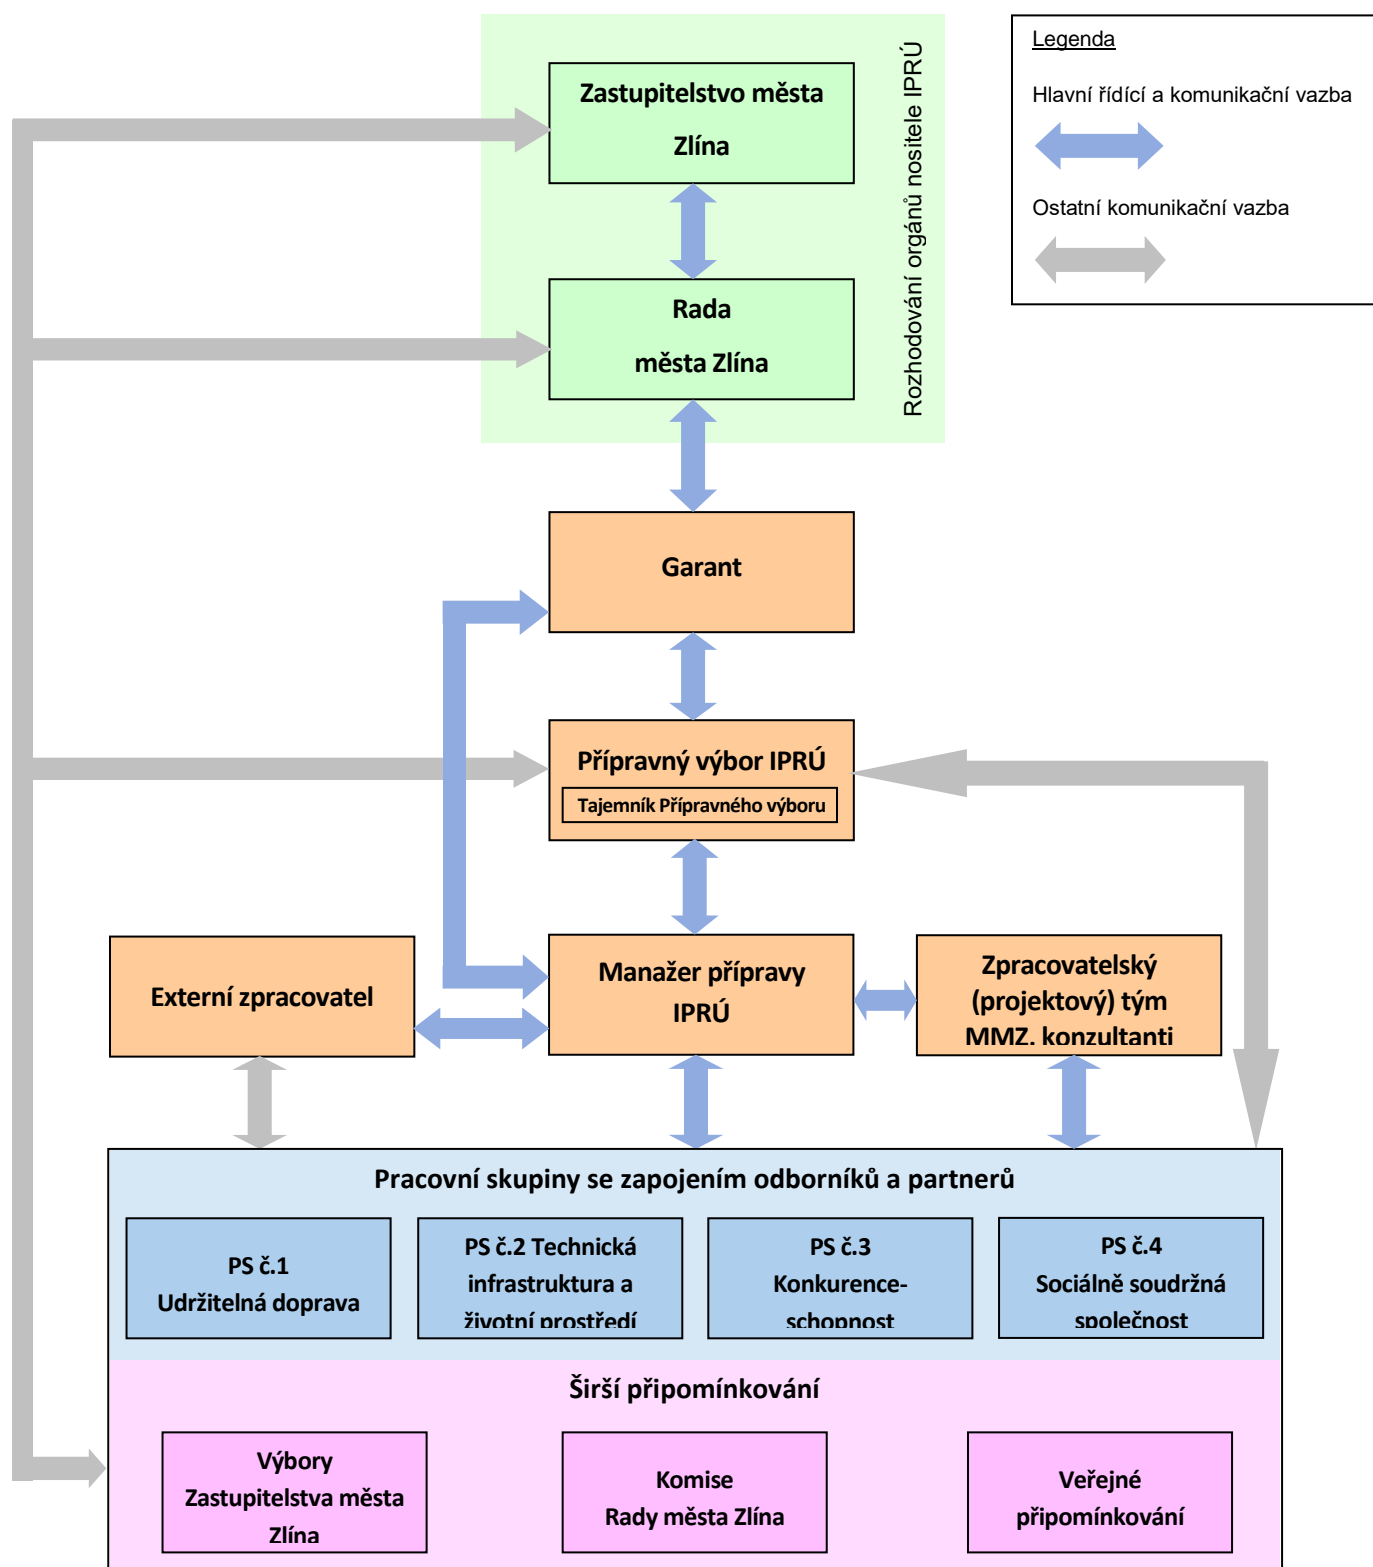 Zastupitelstvo města
Zlína
Rada
města Zlína
Rozhodování orgánů nositele IPRÚ
Legenda
Hlavní řídící a komunikační vazba
Ostatní komunikační vazba
Garant
Přípravný výbor IPRÚ
Tajemník Přípravného výboru
Externí zpracovatel
Manažer přípravy
IPRÚ
Zpracovatelský
(projektový) tým
MMZ, konzultanti
Pracovní skupiny se zapojením odborníků a partnerů
PS č.1
Udržitelná doprava
PS č.2 Technická
infrastruktura a
životní prostředí
PS č.3
Konkurence-
schopnost
PS č.4
Sociálně soudržná
společnost
Širší připomínkování
Výbory
Zastupitelstva města
Zlína
Komise
Rady města Zlína
Veřejné
připomínkování